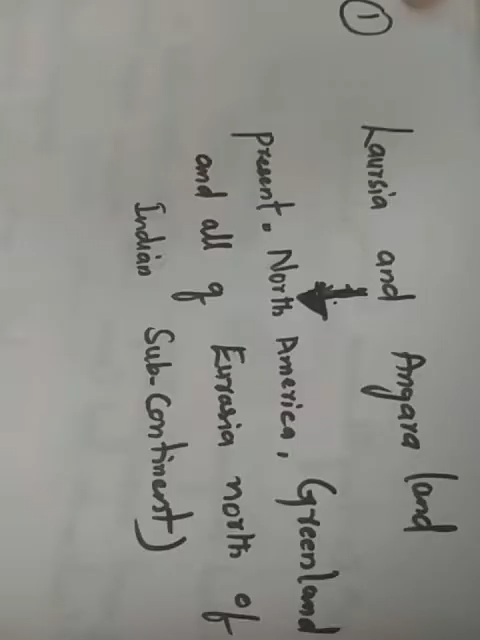 ①
Laursia and Angara land
present. North America, Greenland
and all of Eurasia north of
Indian Sub-Continent)